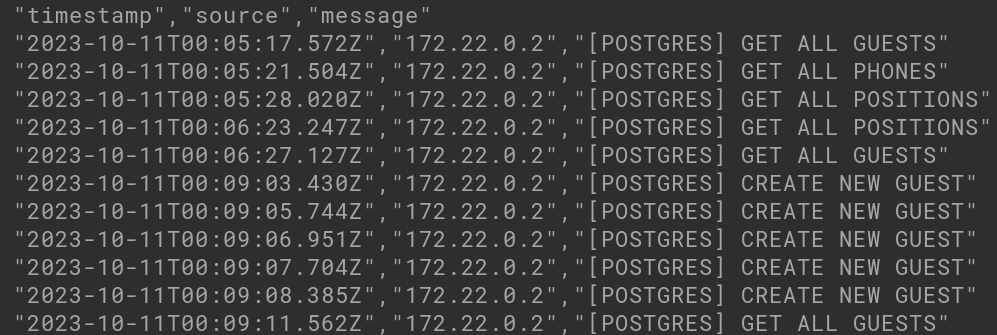 "timestamp","source","message"
"2023-10-11T00:05:17.572Z","172.22.0.2","[POSTGRES] GET ALL GUESTS"
"2023-10-11T00:05:21.504Z","172.22.0.2","[POSTGRES] GET ALL PHONES"
"2023-10-11T00:05:28.020Z","172.22.0.2","[POSTGRES] GET ALL POSITIONS"
"2023-10-11T00:06:23.247Z","172.22.0.2","[POSTGRES] GET ALL POSITIONS"
"2023-10-11T00:06:27.127Z","172.22.0.2","[POSTGRES] GET ALL GUESTS"
"2023-10-11T00:09:03.430Z","172.22.0.2","[POSTGRES] CREATE NEW GUEST"
"2023-10-11T00:09:05.744Z","172.22.0.2","[POSTGRES] CREATE NEW GUEST"
"2023-10-11T00:09:06.951Z","172.22.0.2","[POSTGRES] CREATE NEW GUEST"
"2023-10-11T00:09:07.704Z","172.22.0.2","[POSTGRES] CREATE NEW GUEST"
"2023-10-11T00:09:08.385Z","172.22.0.2","[POSTGRES] CREATE NEW GUEST"
"2023-10-11T00:09:11.562Z","172.22.0.2","[POSTGRES] GET ALL GUESTS"